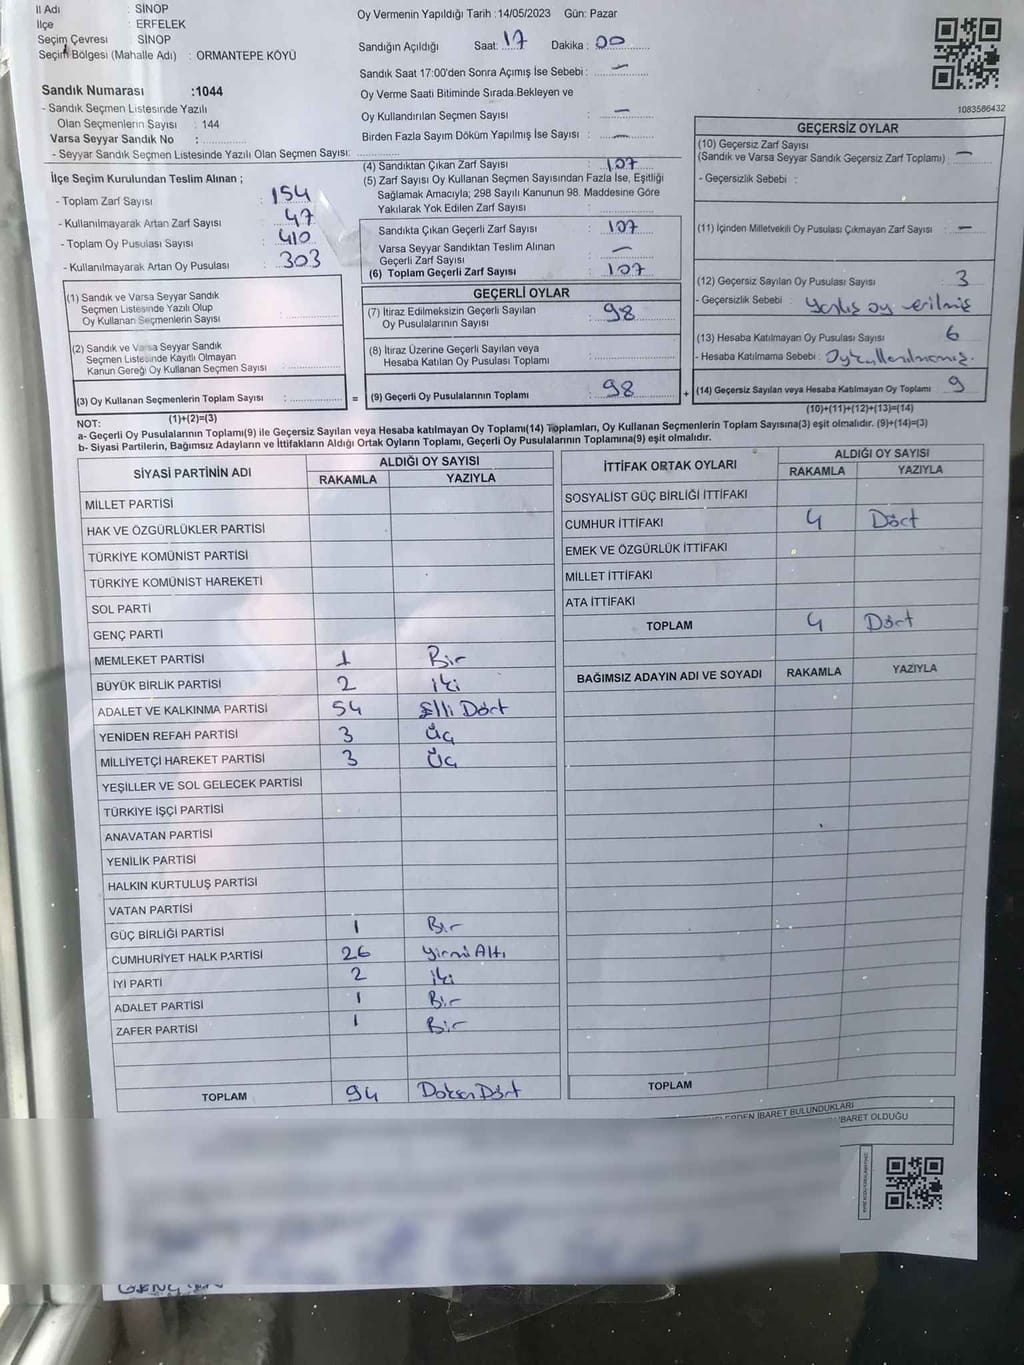 İl Adı : SİNOP
İlçe : ERFELEK
Seçim Çevresi : SİNOP
Seçim Bölgesi (Mahalle Adı) : ORMANTEPE KÖYÜ
Sandık Numarası :1044
- Sandık Seçmen Listesinde Yazılı
Olan Seçmenlerin Sayısı : 144
Varsa Seyyar Sandık No :
- Seyyar Sandık Seçmen Listesinde Yazılı Olan Seçmen Sayısı:
İlçe Seçim Kurulundan Teslim Alınan ;
- Toplam Zarf Sayısı : 154
- Kullanılmayarak Artan Zarf Sayısı : 47
- Toplam Oy Pusulası Sayısı : 410
- Kullanılmayarak Artan Oy Pusulası : 303
(1) Sandık ve Varsa Seyyar Sandık
Seçmen Listesinde Yazılı Olup
Oy Kullanan Seçmenlerin Sayısı :
(2) Sandık ve Varsa Seyyar Sandık
Seçmen Listesinde Kayıtlı Olmayan
Kanun Gereği Oy Kullanan Seçmen Sayısı :
(3) Oy Kullanan Seçmenlerin Toplam Sayısı :
(1)+(2)=(3)
Oy Vermenin Yapıldığı Tarih :14/05/2023 Gün: Pazar
Sandığın Açıldığı Saat: 17 Dakika : 00
Sandık Saat 17:00'den Sonra Açımış İse Sebebi : —
Oy Verme Saati Bitiminde Sırada Bekleyen ve
Oy Kullandırılan Seçmen Sayısı : —
Birden Fazla Sayım Döküm Yapılmış İse Sayısı : —
(4) Sandıktan Çıkan Zarf Sayısı : 107
(5) Zarf Sayısı Oy Kullanan Seçmen Sayısından Fazla İse, Eşitliği
Sağlamak Amacıyla; 298 Sayılı Kanunun 98. Maddesine Göre
Yakılarak Yok Edilen Zarf Sayısı :
Sandıkta Çıkan Geçerli Zarf Sayısı : 107
Varsa Seyyar Sandıktan Teslim Alınan
Geçerli Zarf Sayısı : —
(6) Toplam Geçerli Zarf Sayısı : 107
GEÇERLİ OYLAR
(7) İtiraz Edilmeksizin Geçerli Sayılan
Oy Pusulalarının Sayısı : 98
(8) İtiraz Üzerine Geçerli Sayılan veya
Hesaba Katılan Oy Pusulası Toplamı :
= (9) Geçerli Oy Pusulalarının Toplamı : 98 +
1083586432
GEÇERSİZ OYLAR
(10) Geçersiz Zarf Sayısı
(Sandık ve Varsa Seyyar Sandık Geçersiz Zarf Toplamı) : —
- Geçersizlik Sebebi :
(11) İçinden Milletvekili Oy Pusulası Çıkmayan Zarf Sayısı : —
(12) Geçersiz Sayılan Oy Pusulası Sayısı : 3
- Geçersizlik Sebebi : oy
(13) Hesaba Katılmayan Oy Pusulası Sayısı : 6
- Hesaba Katılmama Sebebi :
(14) Geçersiz Sayılan veya Hesaba Katılmayan Oy Toplamı : 9
(10)+(11)+(12)+(13)=(14)
NOT:
a- Geçerli Oy Pusulalarının Toplamı(9) ile Geçersiz Sayılan veya Hesaba katılmayan Oy Toplamı(14) Toplamları, Oy Kullanan Seçmenlerin Toplam Sayısına(3) eşit olmalıdır. (9)+(14)=(3)
b- Siyasi Partilerin, Bağımsız Adayların ve İttifakların Aldığı Ortak Oyların Toplamı, Geçerli Oy Pusulalarının Toplamına(9) eşit olmalıdır.
SİYASİ PARTİNİN ADI
ALDIĞI OY SAYISI
RAKAMLA YAZIYLA
MİLLET PARTİSİ
HAK VE ÖZGÜRLÜKLER PARTİSİ
TÜRKİYE KOMÜNİST PARTİSİ
TÜRKİYE KOMÜNİST HAREKETİ
SOL PARTİ
GENÇ PARTİ
MEMLEKET PARTİSİ 1 Bir
BÜYÜK BİRLİK PARTİSİ 2 iki
ADALET VE KALKINMA PARTİSİ 54 Elli Dört
YENİDEN REFAH PARTİSİ 3 Üç
MİLLİYETÇİ HAREKET PARTİSİ 3 Üç
YEŞİLLER VE SOL GELECEK PARTİSİ
TÜRKİYE İŞÇİ PARTİSİ
ANAVATAN PARTİSİ
YENİLİK PARTİSİ
HALKIN KURTULUŞ PARTİSİ
VATAN PARTİSİ
GÜÇ BİRLİĞİ PARTİSİ 1 Bir
CUMHURİYET HALK PARTİSİ 26 Yirmi Altı
İYİ PARTİ 2 iki
ADALET PARTİSİ 1 Bir
ZAFER PARTİSİ 1 Bir
TOPLAM 94 Doksan Dört
İTTİFAK ORTAK OYLARI
ALDIĞI OY SAYISI
RAKAMLA YAZIYLA
SOSYALİST GÜÇ BİRLİĞİ İTTİFAKI
CUMHUR İTTİFAKI 4 Dört
EMEK VE ÖZGÜRLÜK İTTİFAKI
MİLLET İTTİFAKI
ATA İTTİFAKI
TOPLAM 4 Dört
BAĞIMSIZ ADAYIN ADI VE SOYADI RAKAMLA YAZIYLA
TOPLAM
İBARET BULUNDUKLARI
İBARET OLDUĞU